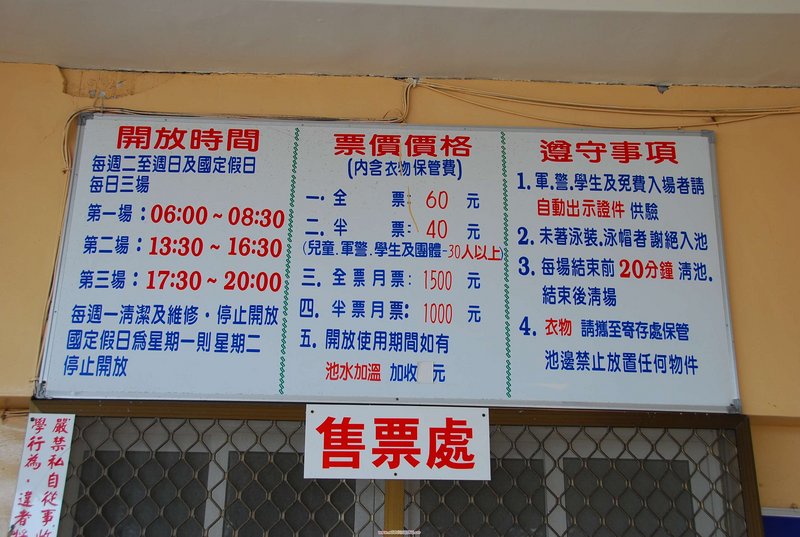 開放時間
每週二至週日及國定假日
每日三場
第一場：06:00～08:30
第二場：13:30～16:30
第三場：17:30～20:00
每週一清潔及維修，停止開放
國定假日為星期一則星期二
停止開放
票價價格
(內含衣物保管費)
一.全　票：60 元
二.半　票：40 元
(兒童.軍警.學生及團體-30人以上)
三.全票月票：1500 元
四.半票月票：1000 元
五.開放使用期間如有
池水加溫 加收 元
遵守事項
1.軍.警.學生及免費入場者請
自動出示證件 供驗
2.未著泳裝.泳帽者 謝絕入池
3.每場結束前 20分鐘 清池.
結束後清場
4.衣物 請攜至寄存處保管
池邊禁止放置任何物件
售票處
嚴禁私自從事收
學行為，違者